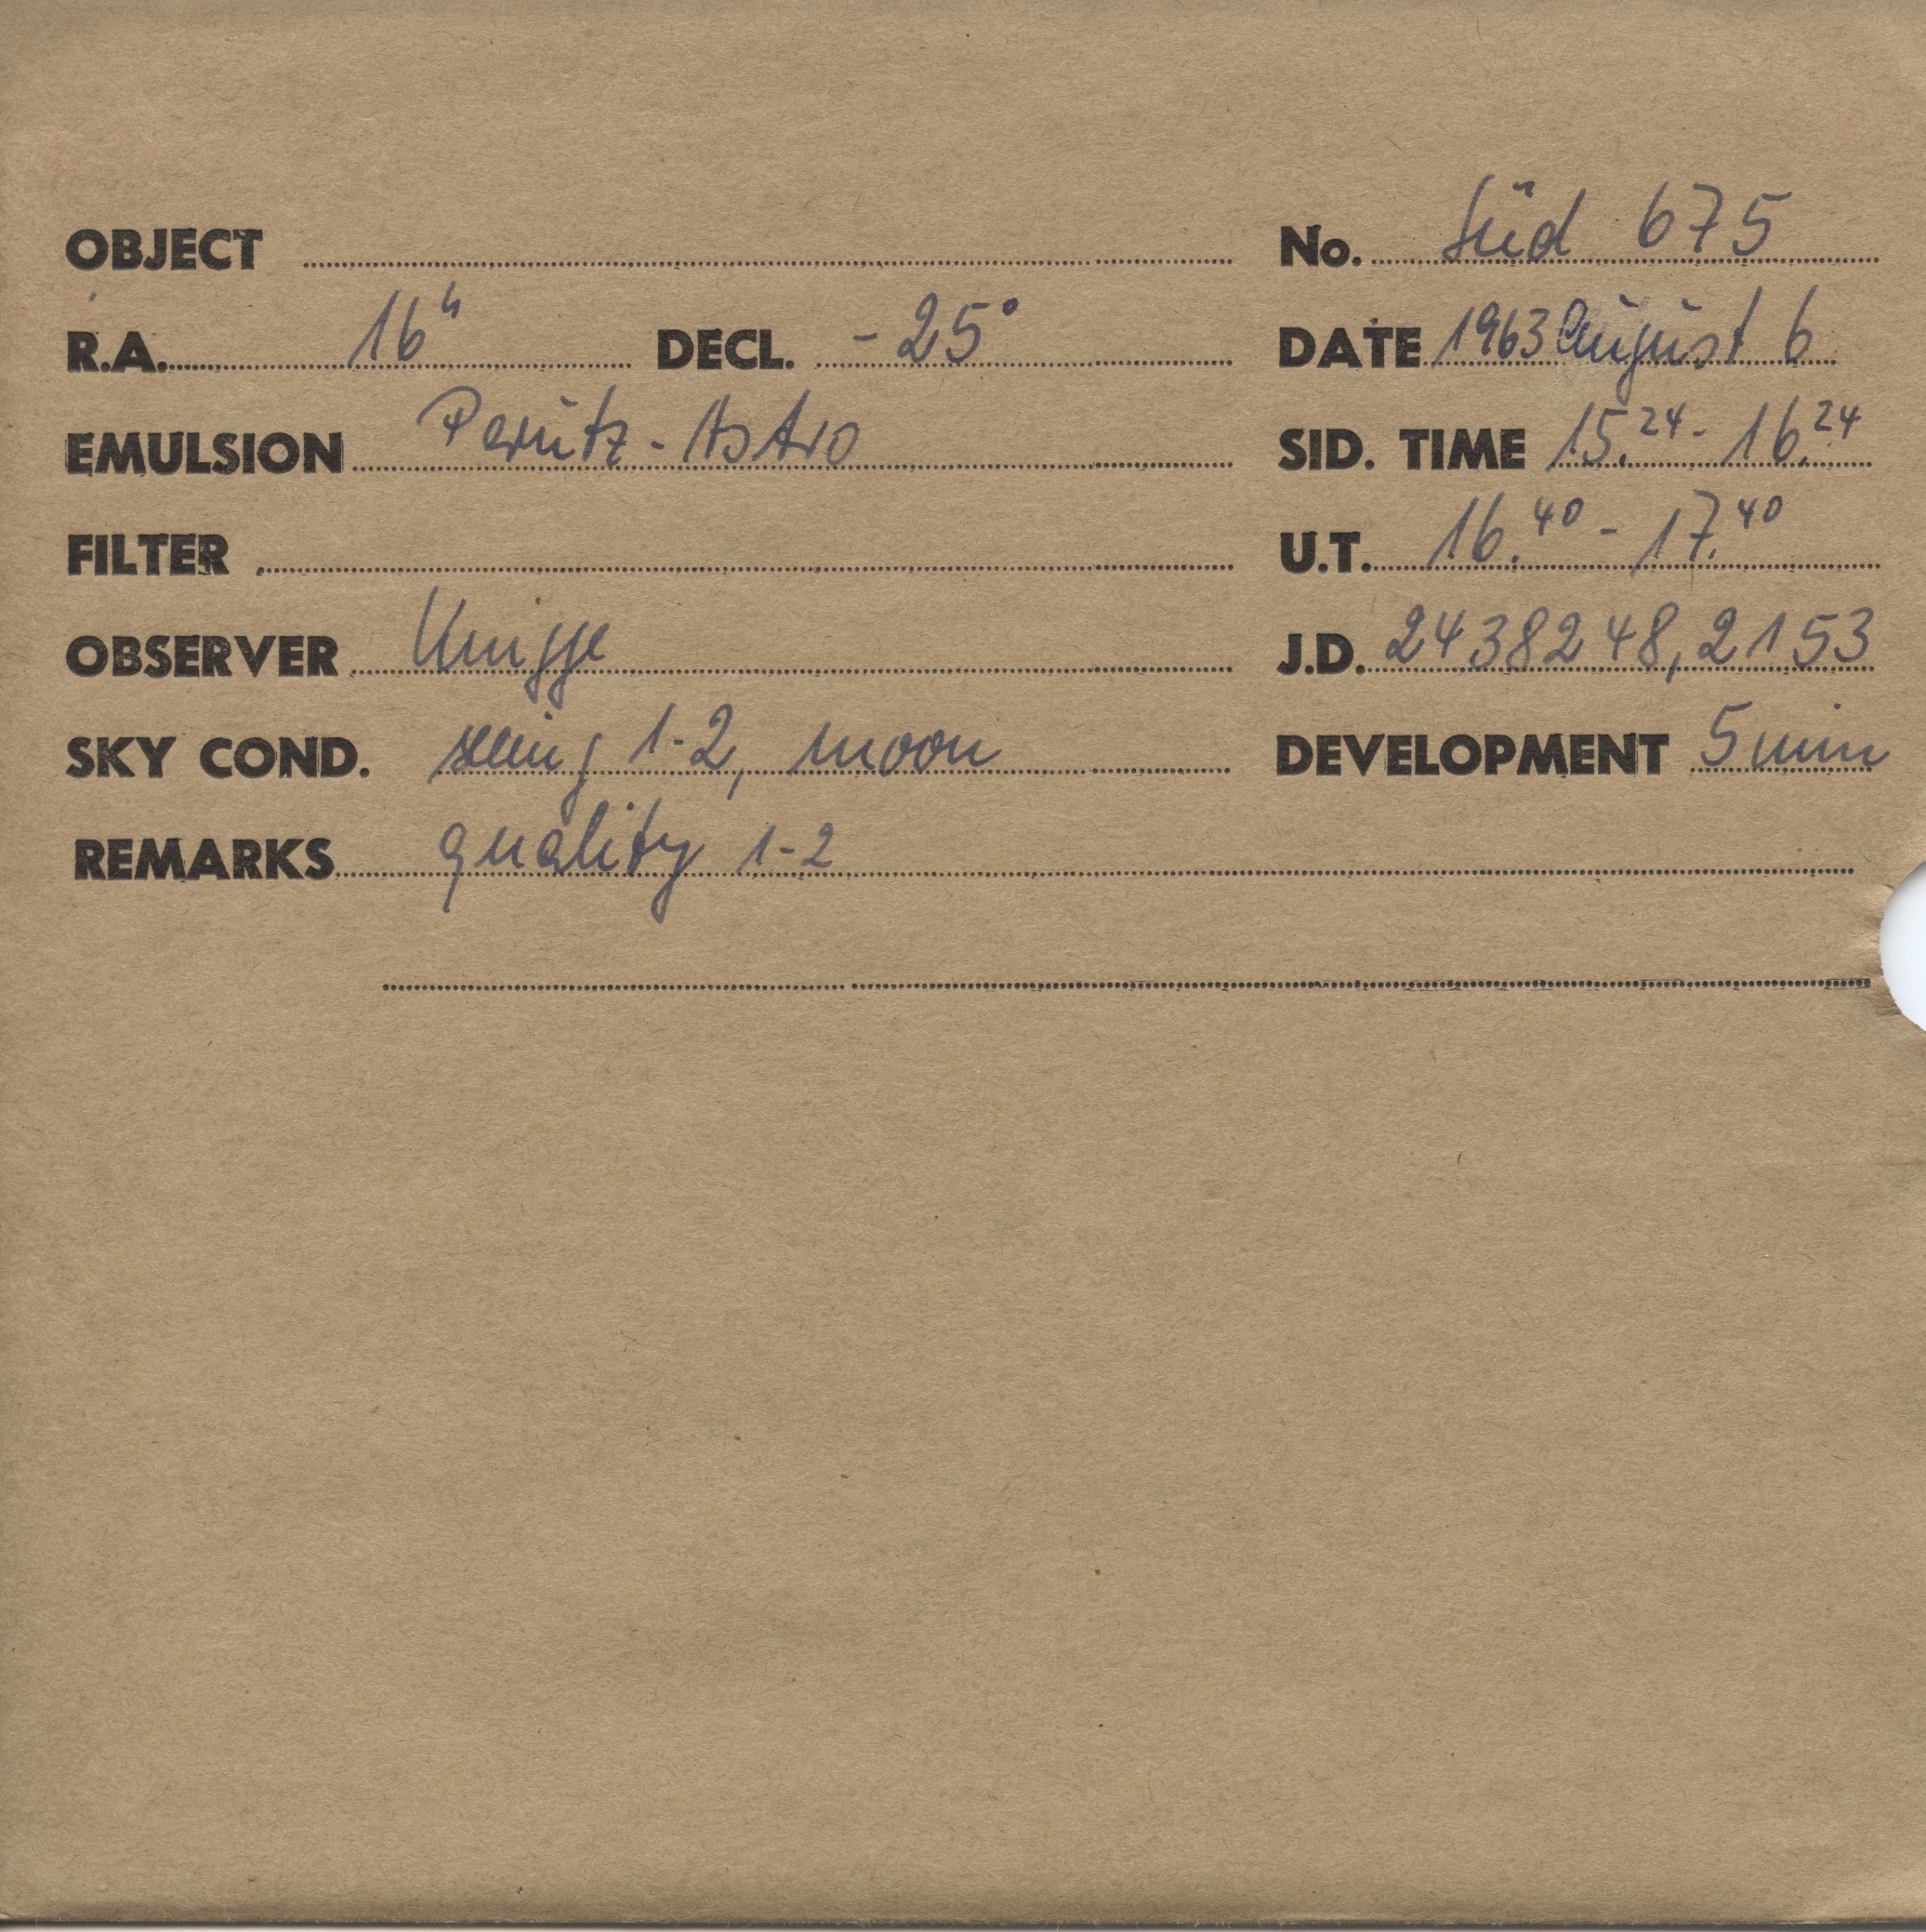 OBJECT No. Süd 675
R.A. 16h DECL. -25° DATE 1963 August 6
EMULSION Perutz-Astro SID. TIME 15.24 - 16.24
FILTER U.T. 16.40 - 17.40
OBSERVER Knigge J.D. 2438248,2153
SKY COND. seeing 1-2, moon DEVELOPMENT 5 min
REMARKS quality 1-2